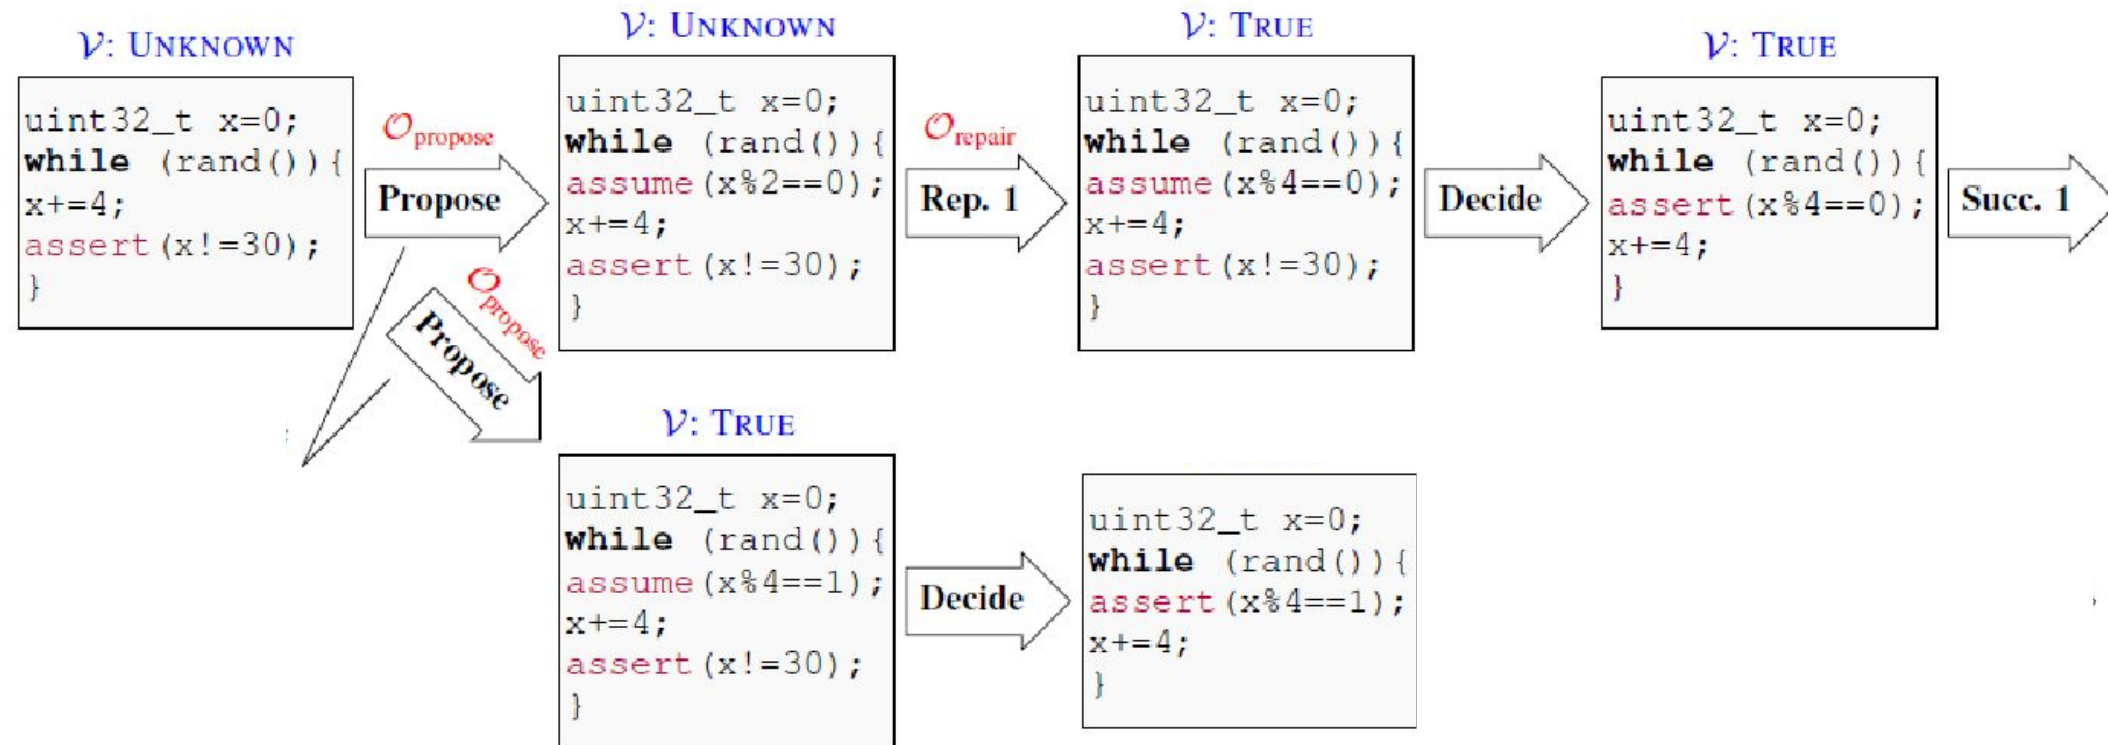 𝒱: UNKNOWN
uint32_t x=0;
while (rand()){
x+=4;
assert(x!=30);
}
𝒪propose
Propose
𝒱: UNKNOWN
uint32_t x=0;
while (rand()){
assume(x%2==0);
x+=4;
assert(x!=30);
}
𝒪repair
Rep. 1
𝒱: TRUE
uint32_t x=0;
while (rand()){
assume(x%4==0);
x+=4;
assert(x!=30);
}
Decide
𝒱: TRUE
uint32_t x=0;
while (rand()){
assert(x%4==0);
x+=4;
}
Succ. 1
𝒪propose
Propose
𝒱: TRUE
uint32_t x=0;
while (rand()){
assume(x%4==1);
x+=4;
assert(x!=30);
}
Decide
uint32_t x=0;
while (rand()){
assert(x%4==1);
x+=4;
}